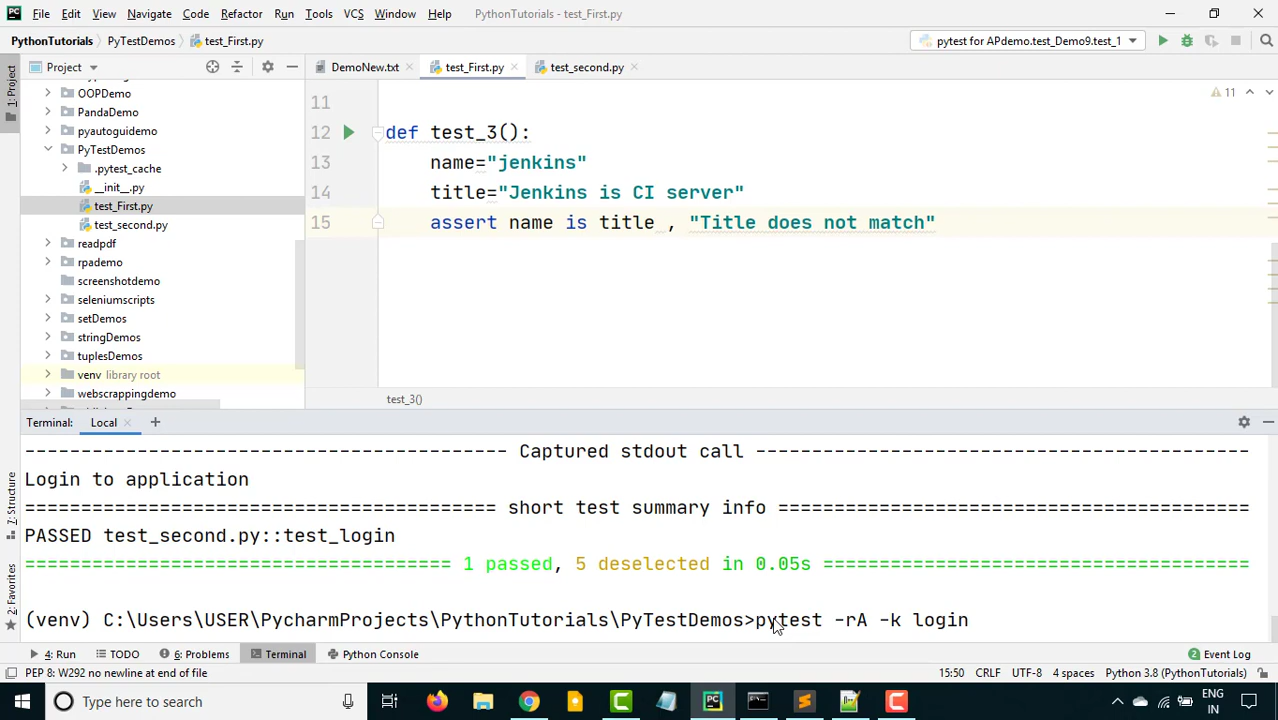 File Edit View Navigate Code Refactor Run Tools VCS Window Help PythonTutorials - test_First.py
PythonTutorials PyTestDemos test_First.py pytest for APdemo.test_Demo9.test_1
1: Project
Project
DemoNew.txt test_First.py test_second.py
OOPDemo
PandaDemo
pyautoguidemo
PyTestDemos
.pytest_cache
__init__.py
test_First.py
test_second.py
readpdf
rpademo
screenshotdemo
seleniumscripts
setDemos
stringDemos
tuplesDemos
venv library root
webscrappingdemo
11
11
12 def test_3():
13 name="jenkins"
14 title="Jenkins is CI server"
15 assert name is title , "Title does not match"
test_3()
Terminal: Local
---------------------------------------- Captured stdout call ----------------------------------------
Login to application
======================================== short test summary info ========================================
PASSED test_second.py::test_login
==================================== 1 passed, 5 deselected in 0.05s ====================================
(venv) C:\Users\USER\PycharmProjects\PythonTutorials\PyTestDemos>pytest -rA -k login
7: Structure
2: Favorites
4: Run TODO 6: Problems Terminal Python Console Event Log
PEP 8: W292 no newline at end of file 15:50 CRLF UTF-8 4 spaces Python 3.8 (PythonTutorials)
Type here to search
ENG
IN